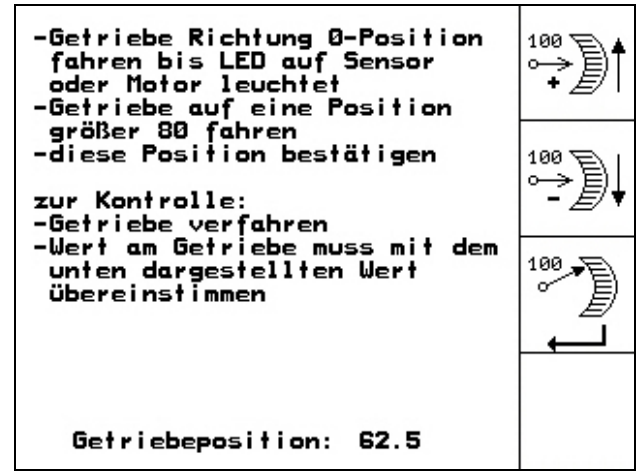 -Getriebe Richtung 0-Position
fahren bis LED auf Sensor
oder Motor leuchtet
-Getriebe auf eine Position
größer 80 fahren
-diese Position bestätigen
zur Kontrolle:
-Getriebe verfahren
-Wert am Getriebe muss mit dem
unten dargestellten Wert
übereinstimmen
Getriebeposition: 62.5
100
+
100
-
100